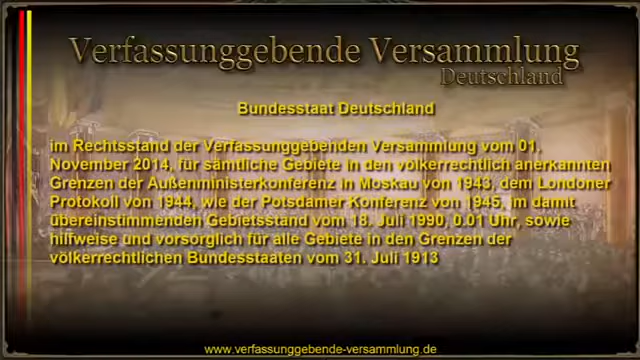 Verfassunggebende Versammlung
Deutschland
Bundesstaat Deutschland
im Rechtsstand der Verfassunggebenden Versammlung vom 01.
November 2014, für sämtliche Gebiete in den völkerrechtlich anerkannten
Grenzen der Außenministerkonferenz in Moskau von 1943, dem Londoner
Protokoll von 1944, wie der Potsdamer Konferenz von 1945, im damit
übereinstimmenden Gebietsstand vom 18. Juli 1990, 0.01 Uhr, sowie
hilfweise und vorsorglich für alle Gebiete in den Grenzen der
völkerrechtlichen Bundesstaaten vom 31. Juli 1913
www.verfassunggebende-versammlung.de